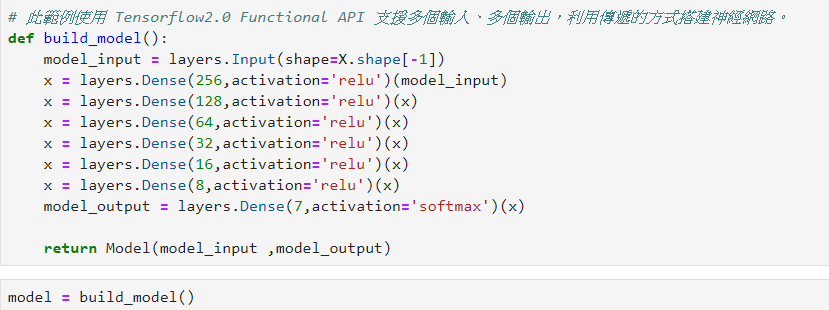 # 此範例使用 Tensorflow2.0 Functional API 支援多個輸人、多個輸出，利用傳遞的方式搭建神經網路。
def build_model():
    model_input = layers.Input(shape=X.shape[-1])
    x = layers.Dense(256,activation='relu')(model_input)
    x = layers.Dense(128,activation='relu')(x)
    x = layers.Dense(64,activation='relu')(x)
    x = layers.Dense(32,activation='relu')(x)
    x = layers.Dense(16,activation='relu')(x)
    x = layers.Dense(8,activation='relu')(x)
    model_output = layers.Dense(7,activation='softmax')(x)
    return Model(model_input ,model_output)
model = build_model()